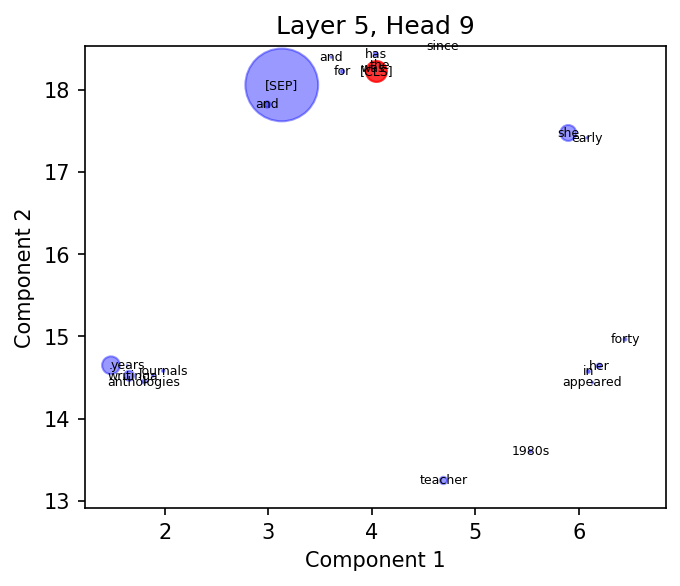 Layer 5, Head 9
since
has
and
the
was
for
[CLS]
18
[SEP]
and
she
early
17
Component 2
16
15
forty
years
her
journals
in
writing
anthologies
appeared
14
1980s
teacher
13
2
3
4
5
6
Component 1